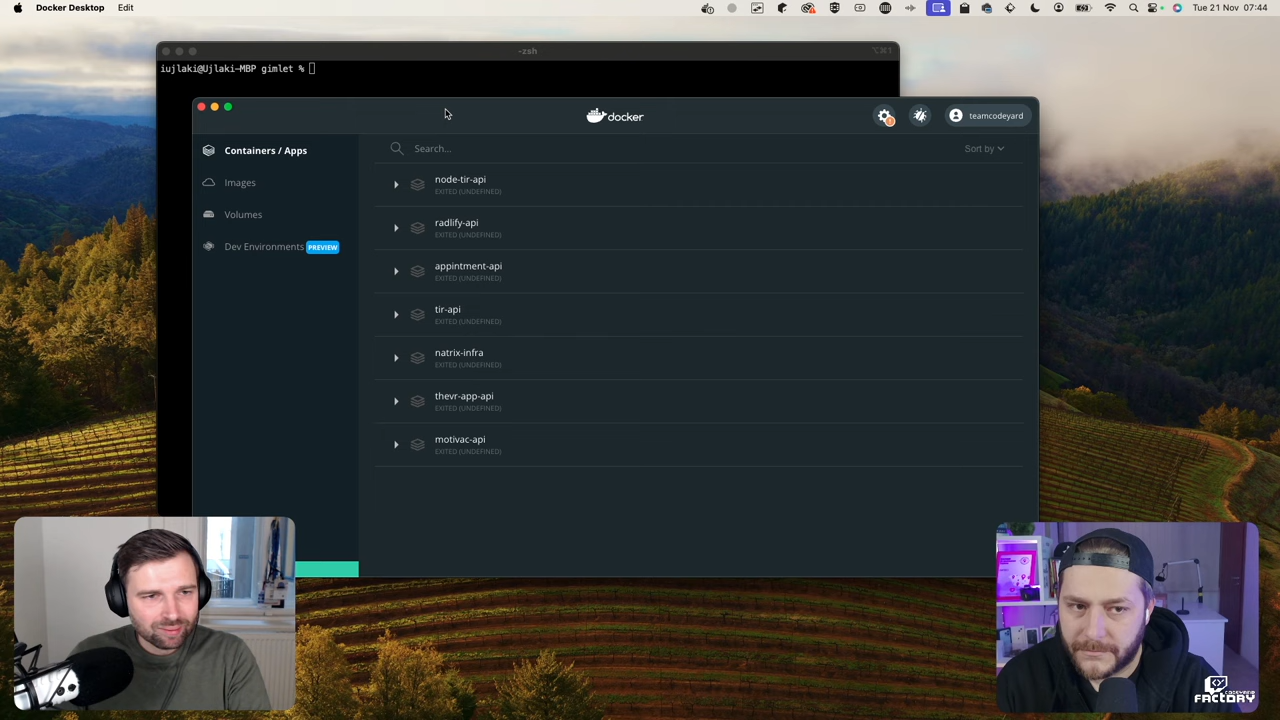 Docker Desktop Edit
Tue 21 Nov 07:44
-zsh
⌥⌘1
iujlaki@Ujlaki-MBP gimlet %
docker
teamcodeyard
Containers / Apps
Images
Volumes
Dev Environments PREVIEW
Search...
Sort by
node-tir-api
EXITED (UNDEFINED)
radlify-api
EXITED (UNDEFINED)
appintment-api
EXITED (UNDEFINED)
tir-api
EXITED (UNDEFINED)
natrix-infra
EXITED (UNDEFINED)
thevr-app-api
EXITED (UNDEFINED)
motivac-api
EXITED (UNDEFINED)
CODEYARD
FACTORY